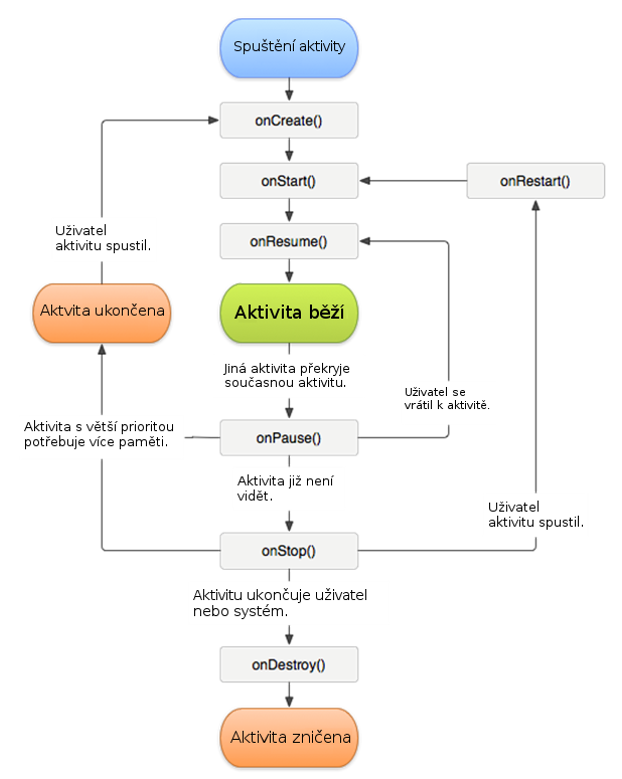 Spuštění aktivity
onCreate()
onStart()
onRestart()
Uživatel
aktivitu spustil.
onResume()
Aktvita ukončena
Aktivita běží
Jiná aktivita překryje
současnou aktivitu.
Uživatel se
vrátil k aktivitě.
Aktivita s větší prioritou
potřebuje více paměti.
onPause()
Aktivita již není
vidět.
Uživatel
aktivitu spustil.
onStop()
Aktivitu ukončuje uživatel
nebo systém.
onDestroy()
Aktivita zničena